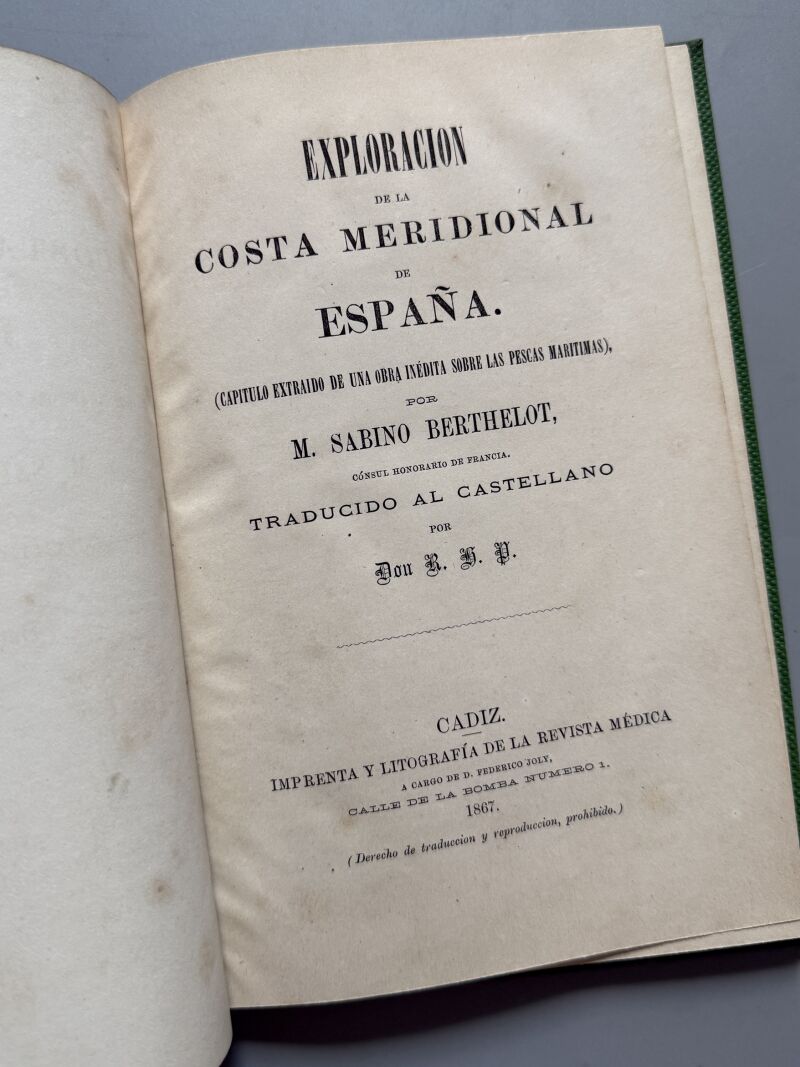 EXPLORACION
DE LA
COSTA MERIDIONAL
DE
ESPAÑA.
(CAPITULO EXTRAIDO DE UNA OBRA INÉDITA SOBRE LAS PESCAS MARITIMAS),
POR
M. SABINO BERTHELOT,
CÓNSUL HONORARIO DE FRANCIA.
TRADUCIDO AL CASTELLANO
POR
Don R. H. P.
CADIZ.
IMPRENTA Y LITOGRAFÍA DE LA REVISTA MÉDICA
A CARGO DE D. FEDERICO JOLY,
CALLE DE LA BOMBA NUMERO 1.
1867.
(Derecho de traduccion y reproduccion, prohibido.)